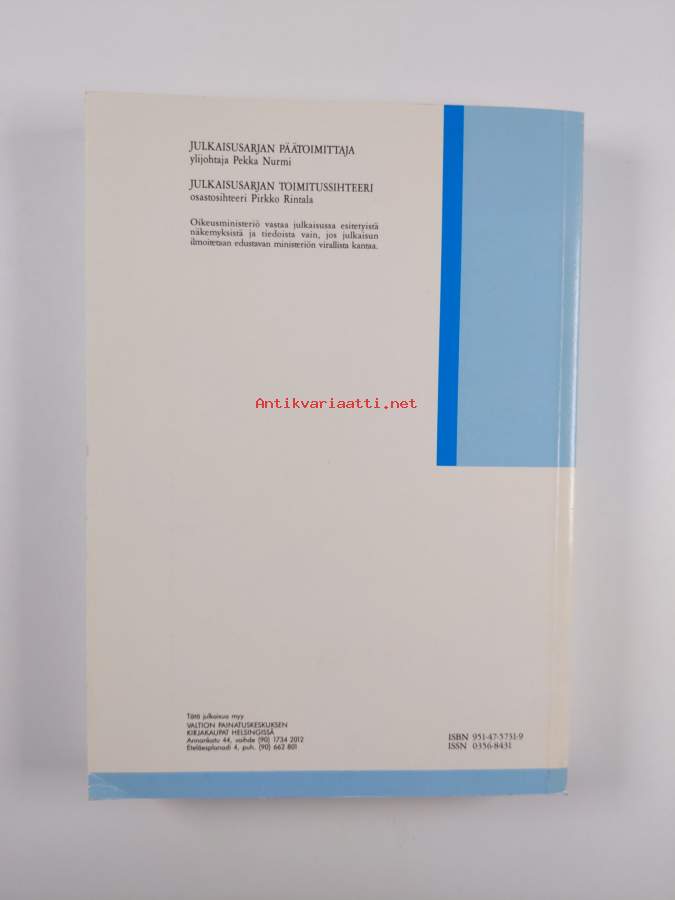 JULKAISUSARJAN PÄÄTOIMITTAJA
ylijohtaja Pekka Nurmi
JULKAISUSARJAN TOIMITUSSIHTEERI
osastosihteeri Pirkko Rintala
Oikeusministeriö vastaa julkaisussa esitetyistä
näkemyksistä ja tiedoista vain, jos julkaisun
ilmoitetaan edustavan ministeriön virallista kantaa.
Antikvariaatti.net
Tätä julkaisua myy
VALTION PAINATUSKESKUKSEN
KIRJAKAUPAT HELSINGISSÄ
Annankatu 44, vaihde (90) 1734 2012
Eteläesplanadi 4, puh. (90) 662 801
ISBN 951-47-5731-9
ISSN 0356-8431